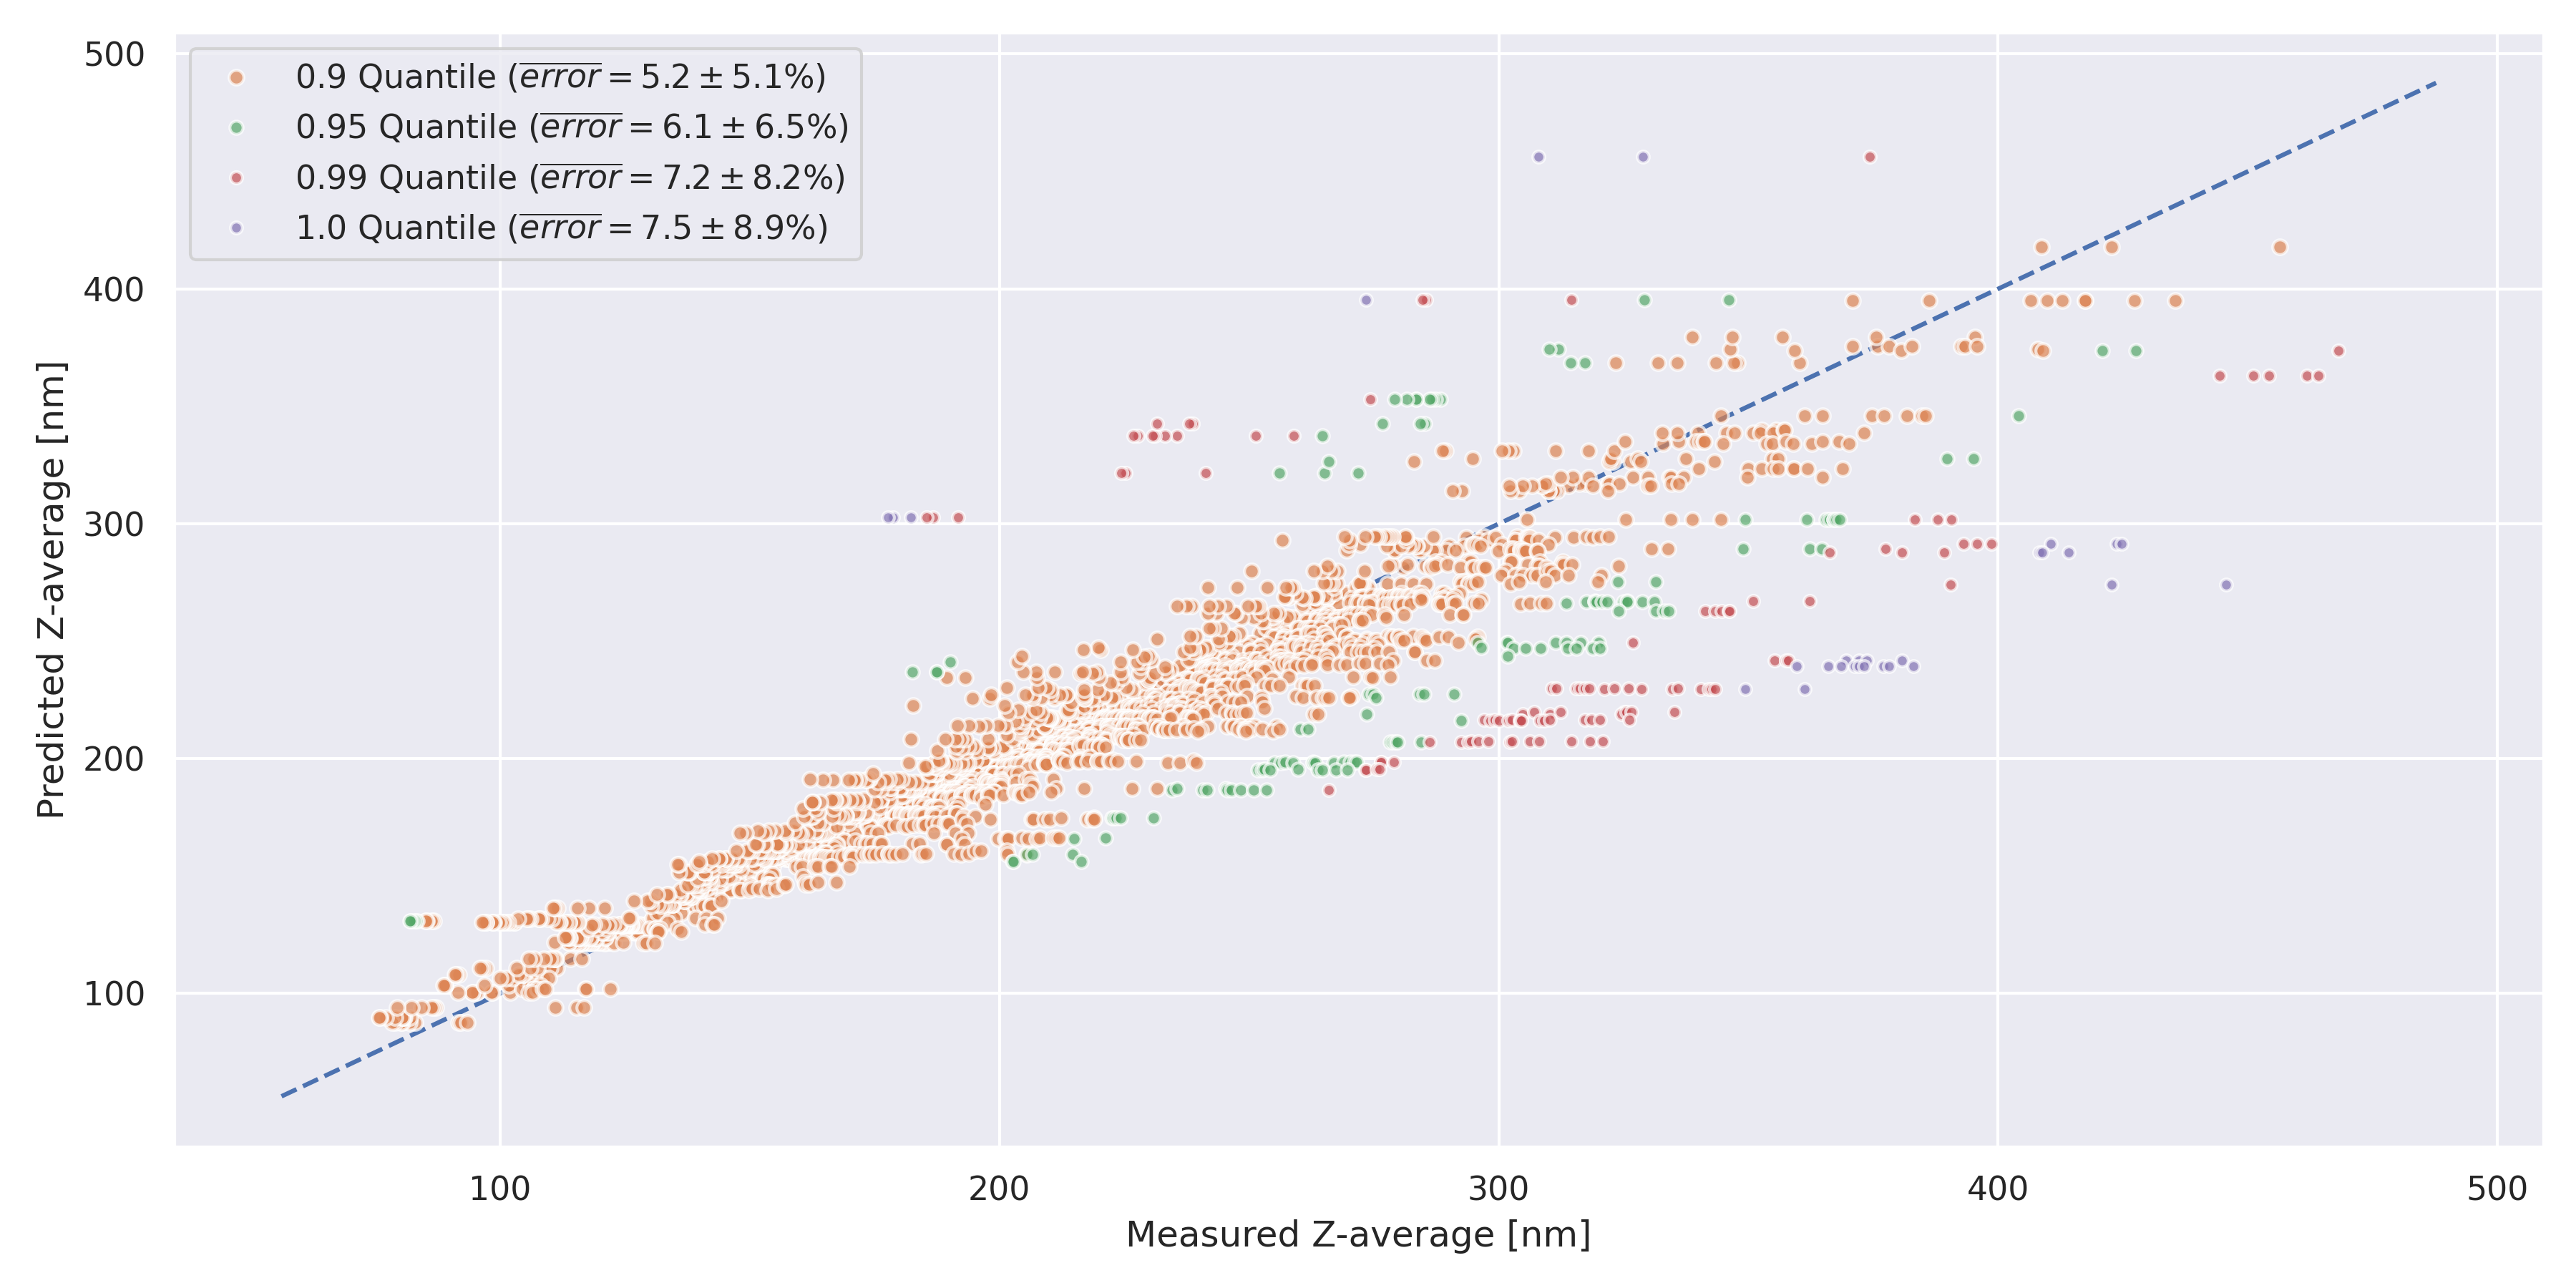 0.9 Quantile (error = 5.2 ± 5.1%)
0.95 Quantile (error = 6.1 ± 6.5%)
0.99 Quantile (error = 7.2 ± 8.2%)
1.0 Quantile (error = 7.5 ± 8.9%)
500
400
300
200
100
Predicted Z-average [nm]
100 200 300 400 500
Measured Z-average [nm]